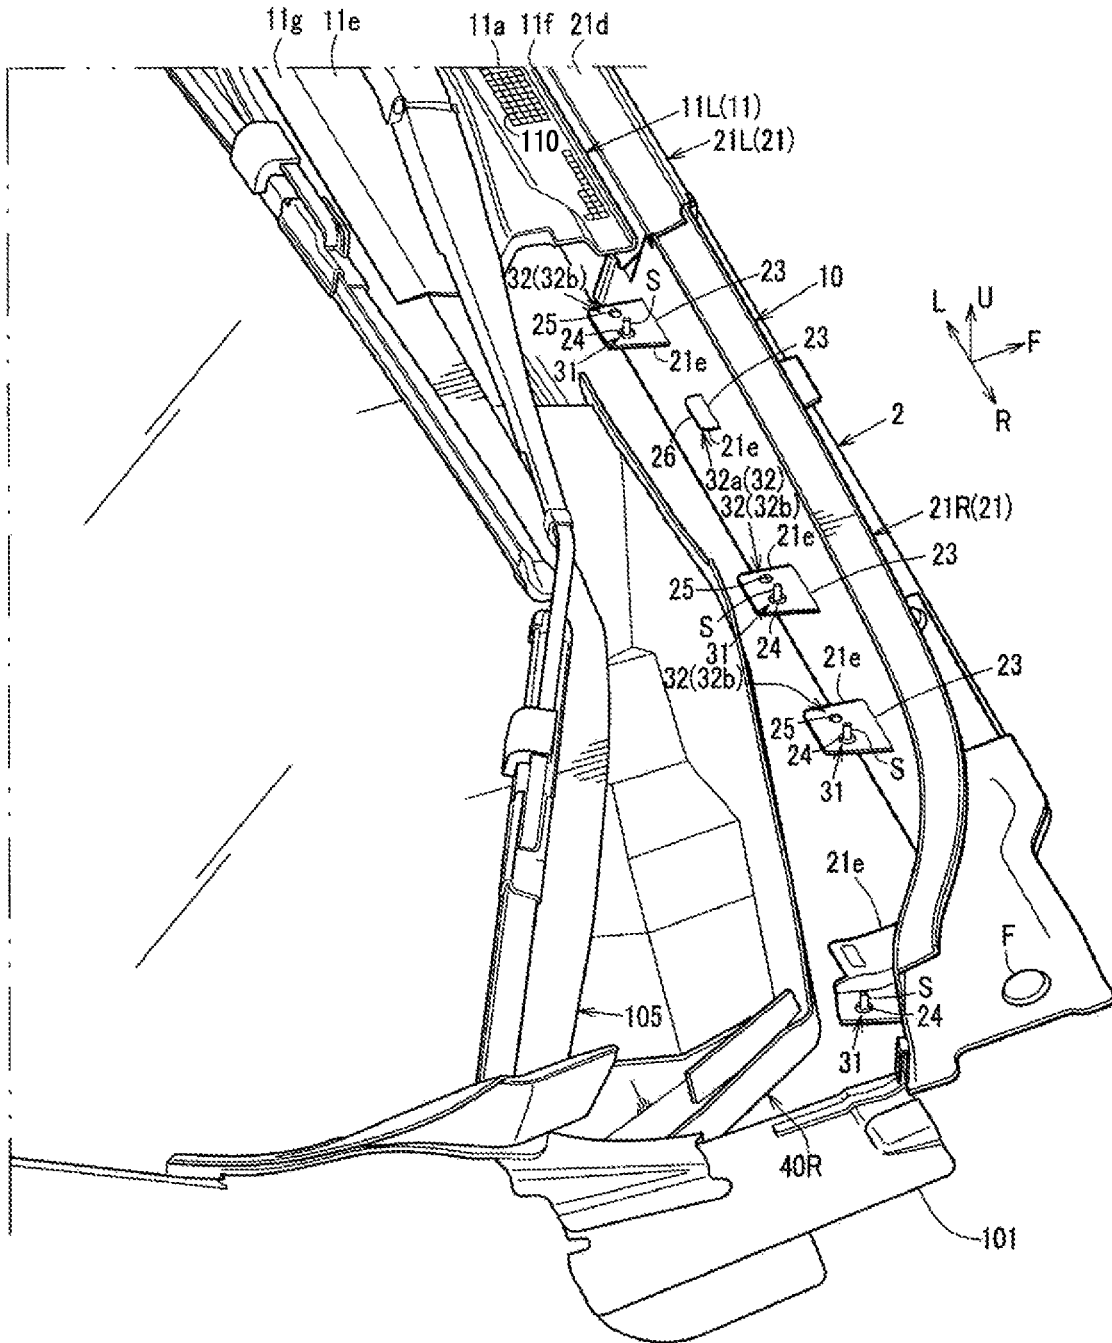 11g 11e 11a 11f 21d
11L(11)
110
21L(21)
32(32b)
S
23
10
25
24
31
21e
23
L
U
F
R
2
26
21e
32a(32)
32(32b)
21e
21R(21)
23
25
S
31
24
32(32b)
21e
23
25
24
S
31
21e
F
S
24
31
105
40R
101